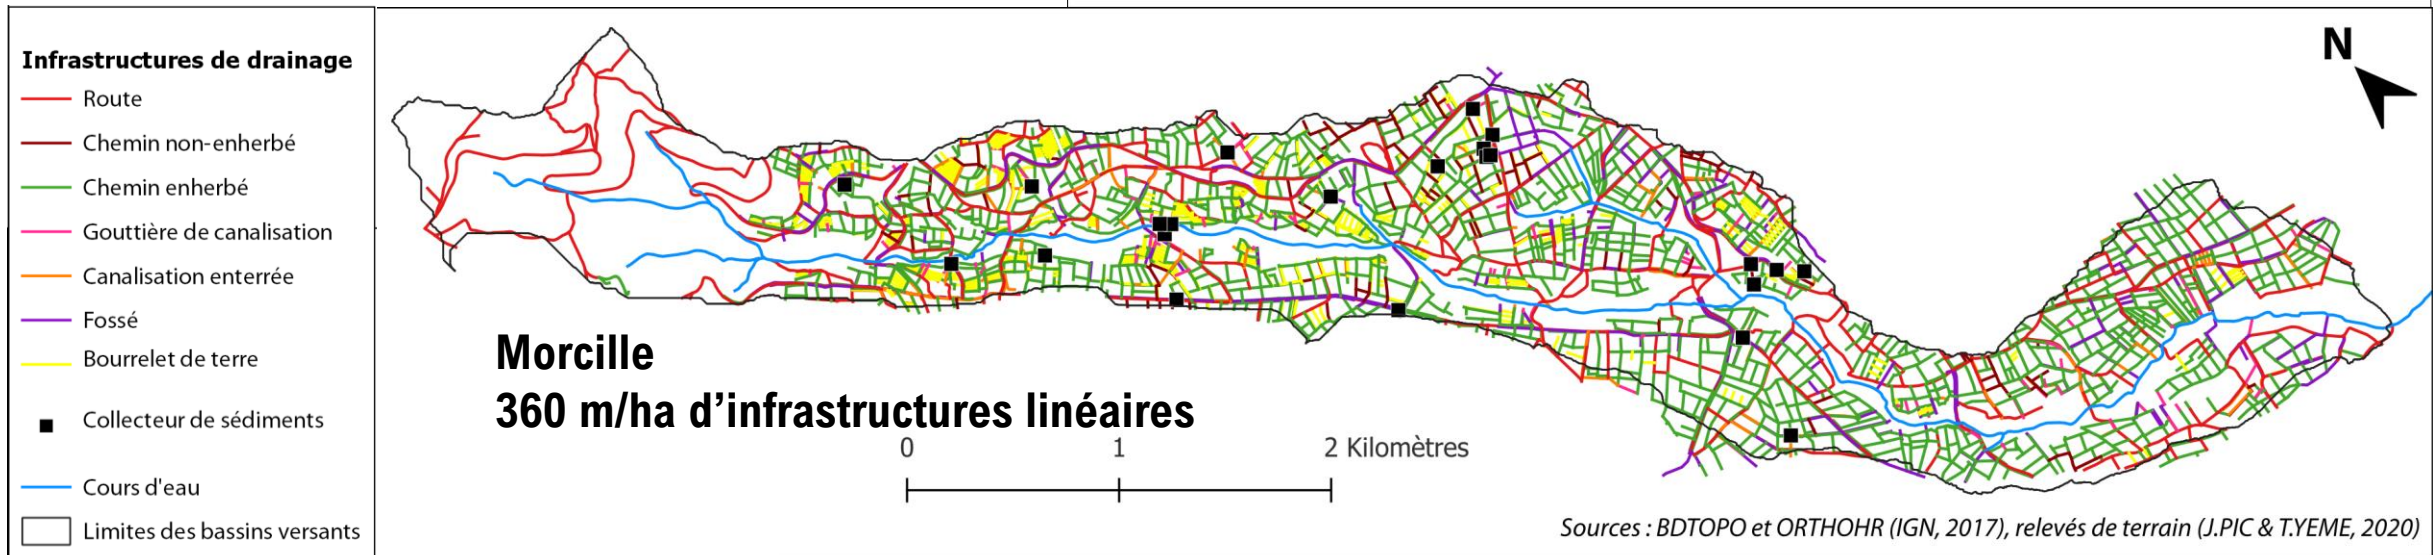 Infrastructures de drainage
Route
Chemin non-enherbé
Chemin enherbé
Gouttière de canalisation
Canalisation enterrée
Fossé
Bourrelet de terre
Collecteur de sédiments
Cours d'eau
Limites des bassins versants
N
Morcille
360 m/ha d’infrastructures linéaires
0 1 2 Kilomètres
Sources : BDTOPO et ORTHOHR (IGN, 2017), relevés de terrain (J.PIC & T.YEME, 2020)